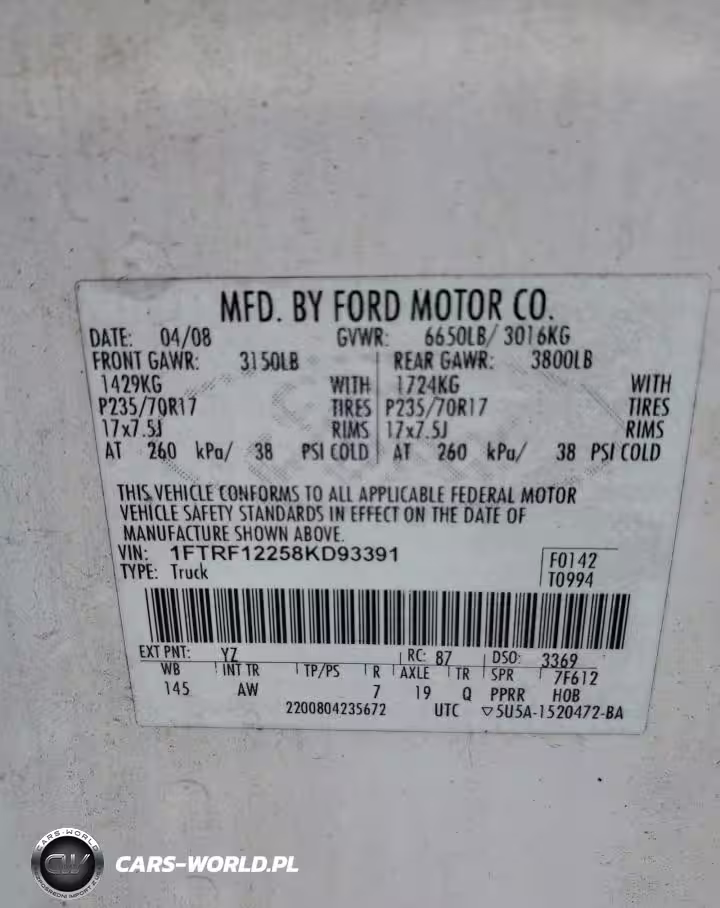 MFD. BY FORD MOTOR CO.
DATE: 04/08 GVWR: 6650LB/ 3016KG
FRONT GAWR: 3150LB REAR GAWR: 3800LB
1429KG WITH 1724KG WITH
P235/70R17 TIRES P235/70R17 TIRES
17x7.5J RIMS 17x7.5J RIMS
AT 260 kPa/ 38 PSI COLD AT 260 kPa/ 38 PSI COLD
THIS VEHICLE CONFORMS TO ALL APPLICABLE FEDERAL MOTOR
VEHICLE SAFETY STANDARDS IN EFFECT ON THE DATE OF
MANUFACTURE SHOWN ABOVE.
VIN: 1FTRF12258KD93391
TYPE: Truck
F0142
T0994
EXT PNT: YZ RC: 87 DSO: 3369
WB INT TR TP/PS R AXLE TR SPR 7F612
145 AW 7 19 Q PPRR HOB
2200804235672 UTC ▽5U5A-1520472-BA
CARS-WORLD
CW
CARS-WORLD.PL